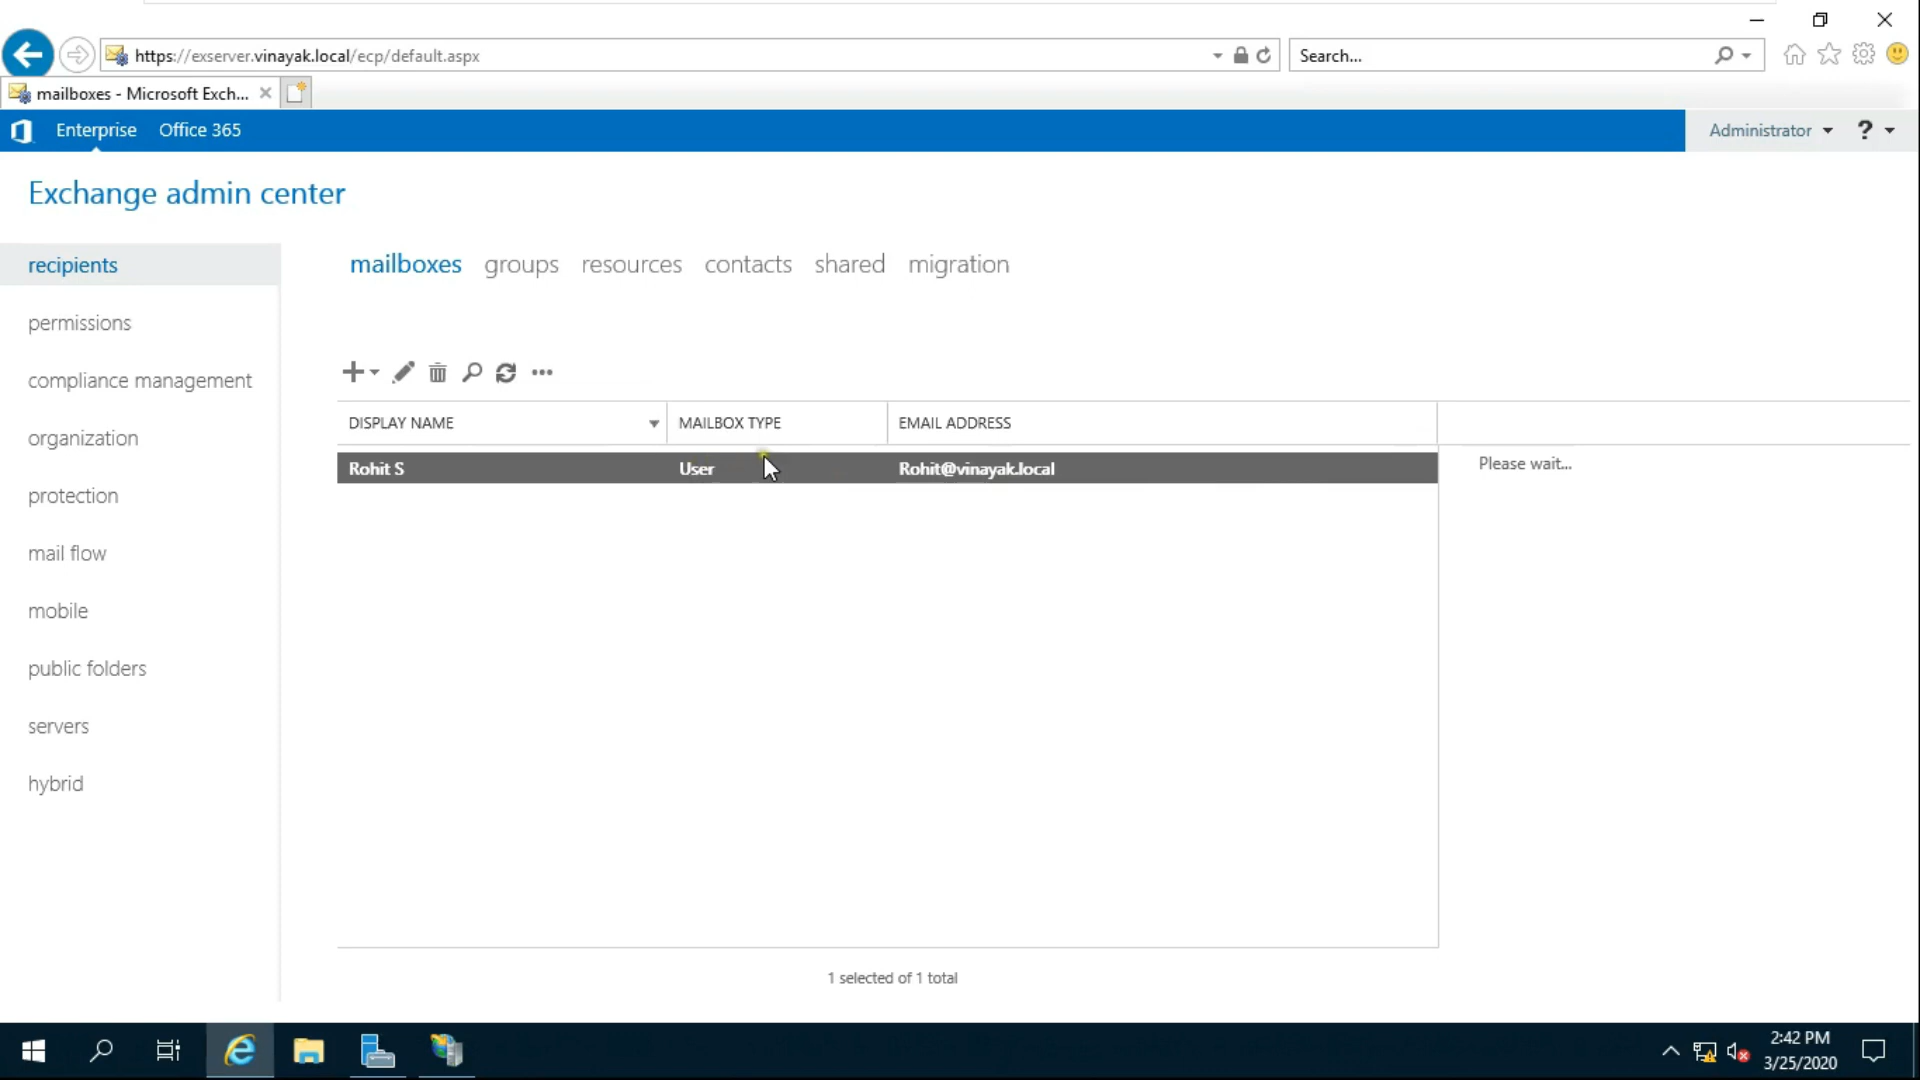 https://exserver.vinayak.local/ecp/default.aspx
Search...
mailboxes - Microsoft Exch...
Enterprise Office 365
Administrator ?
Exchange admin center
recipients
permissions
compliance management
organization
protection
mail flow
mobile
public folders
servers
hybrid
mailboxes groups resources contacts shared migration
DISPLAY NAME MAILBOX TYPE EMAIL ADDRESS
Rohit S User Rohit@vinayak.local
Please wait...
1 selected of 1 total
2:42 PM
3/25/2020